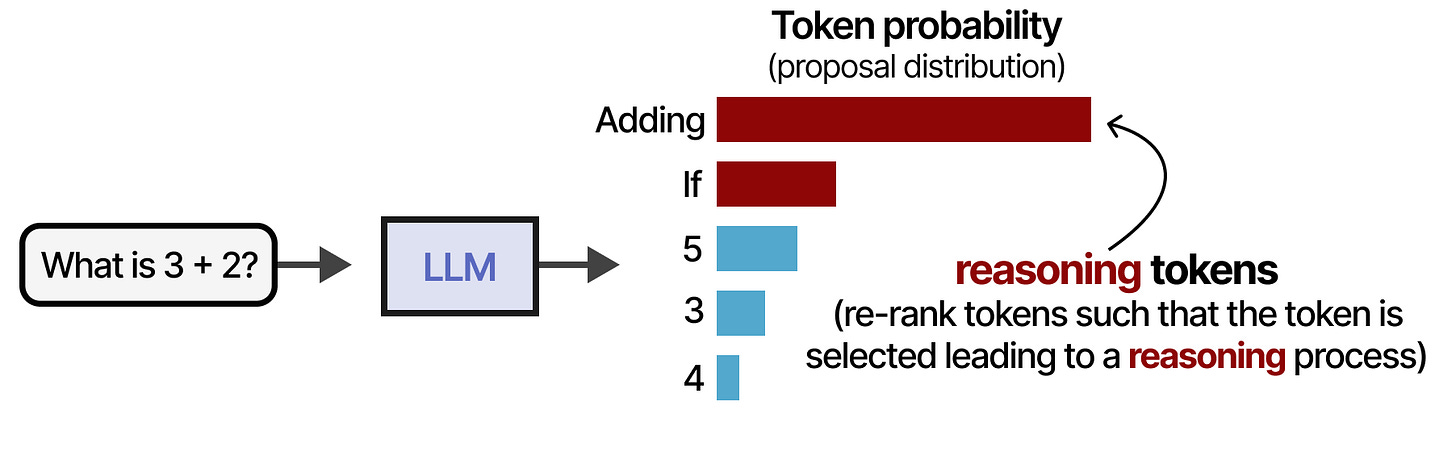 Token probability
(proposal distribution)
Adding
If
5
3
4
What is 3 + 2?
LLM
reasoning tokens
(re-rank tokens such that the token is
selected leading to a reasoning process)